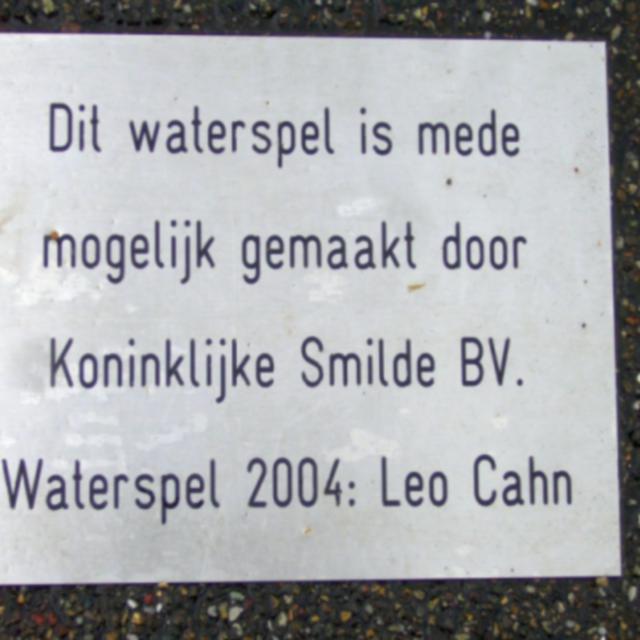 Dit waterspel is mede
mogelijk gemaakt door
Koninklijke Smilde BV.
Waterspel 2004: Leo Cahn